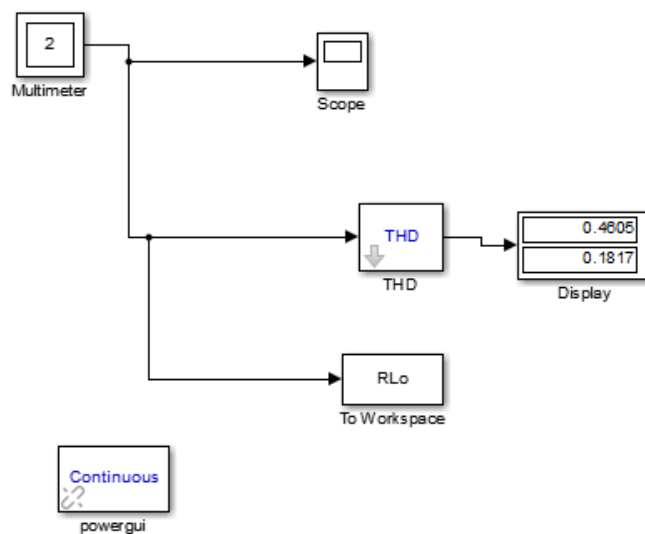 2
Multimeter
Scope
THD
THD
0.4605
0.1817
Display
RLo
To Workspace
Continuous
powergui